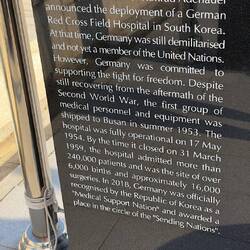 announced the deployment of a German
Red Cross Field Hospital in South Korea.
At that time, Germany was still demilitarised
and not yet a member of the United Nations.
However, Germany was committed to
supporting the fight for freedom. Despite
still recovering from the aftermath of the
Second World War, the first group of
medical personnel and equipment was
shipped to Busan in summer 1953. The
hospital was fully operational on 17 May
1954. By the time it closed on 31 March
1959, the hospital admitted more than
240,000 patients and was the site of over
6,000 births and approximately 16,000
surgeries. In 2018, Germany was officially
recognised by the Republic of Korea as a
"Medical Support Nation" and awarded a
place in the circle of the "Sending Nations".